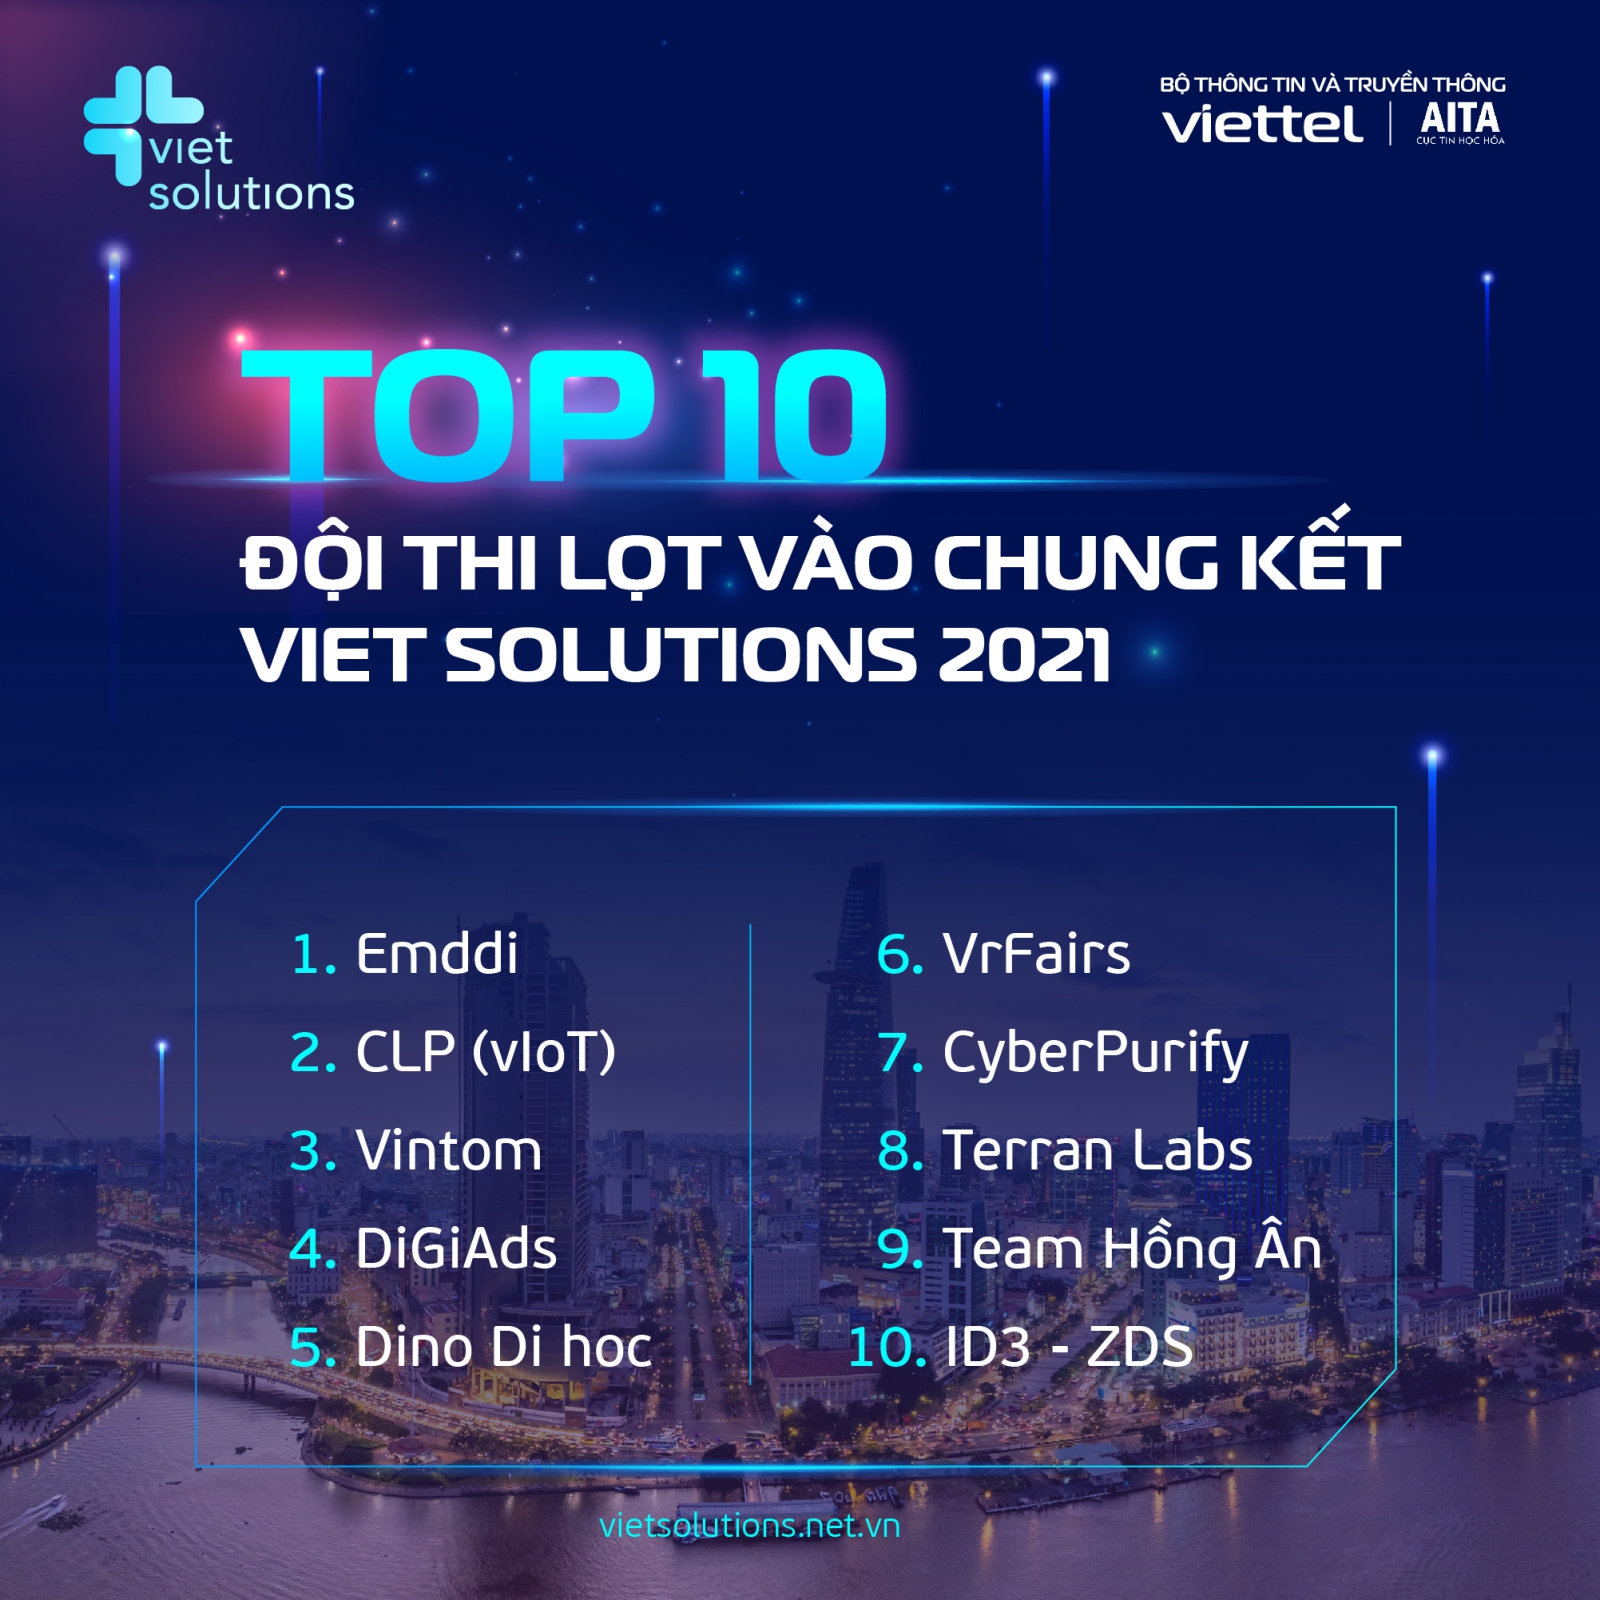 viet
solutions
BỘ THÔNG TIN VÀ TRUYỀN THÔNG
viettel
AITA
CỤC TIN HỌC HÓA
TOP 10
ĐỘI THI LỌT VÀO CHUNG KẾT
VIET SOLUTIONS 2021
1. Emddi
2. CLP (vIoT)
3. Vintom
4. DiGiAds
5. Dino Di hoc
6. VrFairs
7. CyberPurify
8. Terran Labs
9. Team Hồng Ân
10. ID3 - ZDS
vietsolutions.net.vn